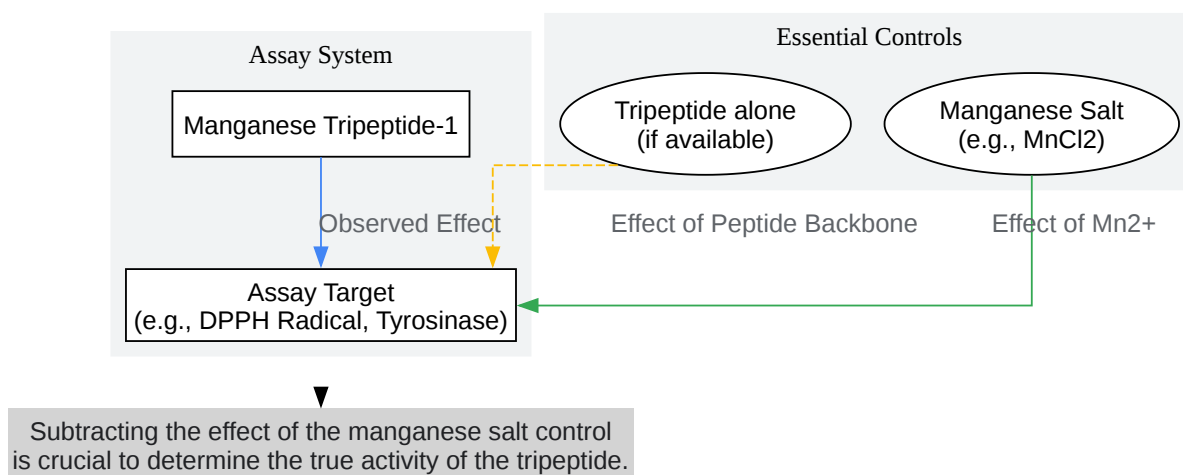 Assay System
Essential Controls
Manganese Tripeptide-1
Tripeptide alone
(if available)
Manganese Salt
(e.g., MnCl2)
Observed Effect
Effect of Peptide Backbone
Effect of Mn2+
Assay Target
(e.g., DPPH Radical, Tyrosinase)
Subtracting the effect of the manganese salt control
is crucial to determine the true activity of the tripeptide.